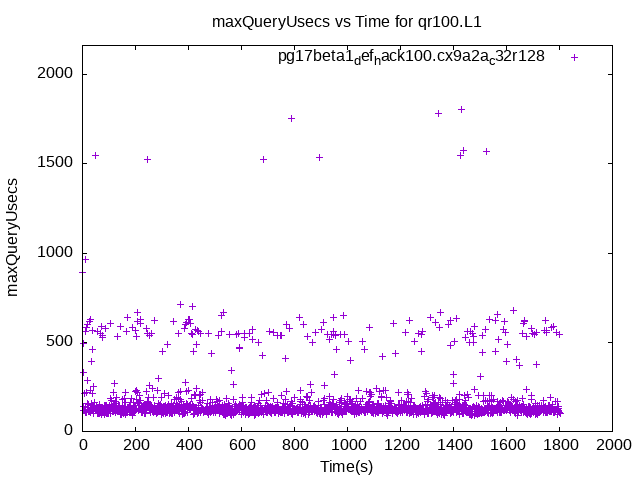 maxQueryUsecs vs Time for qr100.L1
pg17beta1def_hack100.cx9a2a_c32r128
maxQueryUsecs
2000
1500
1000
500
0
0 200 400 600 800 1000 1200 1400 1600 1800 2000
Time(s)